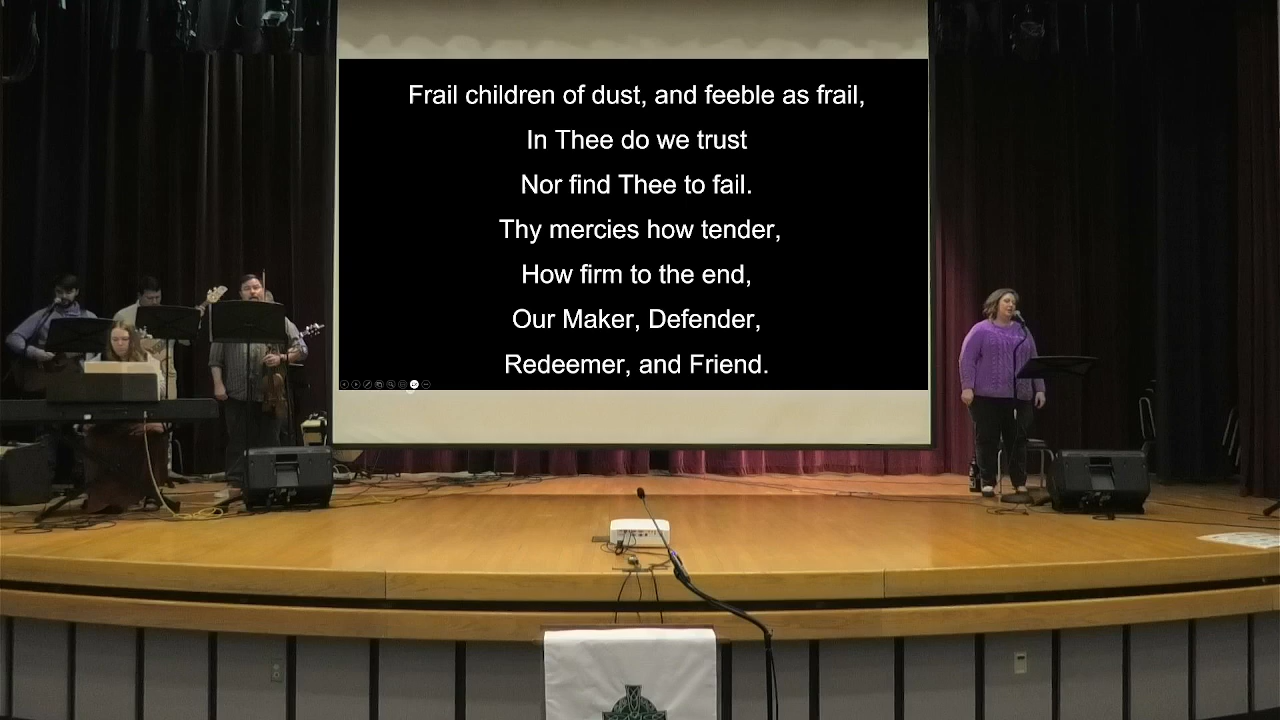 Frail children of dust, and feeble as frail,
In Thee do we trust
Nor find Thee to fail.
Thy mercies how tender,
How firm to the end,
Our Maker, Defender,
Redeemer, and Friend.